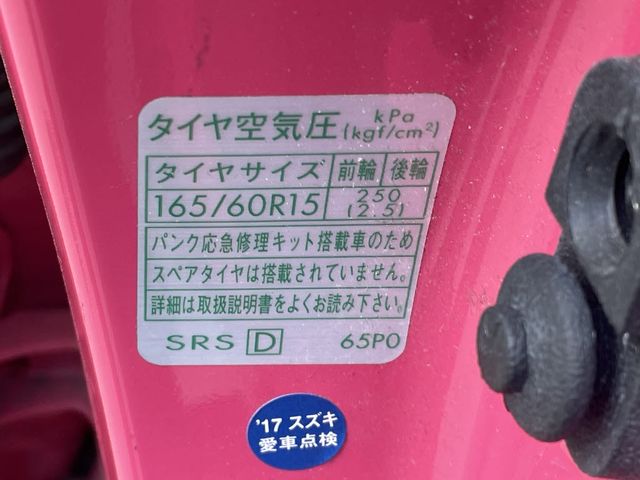 タイヤ空気圧 kPa (kgf/cm²)
タイヤサイズ 前輪 後輪
165/60R15 250 (2.5)
パンク応急修理キット搭載車のため
スペアタイヤは搭載されていません。
詳細は取扱説明書をよくお読み下さい。
SRS D 65P0
'17 スズキ
愛車点検